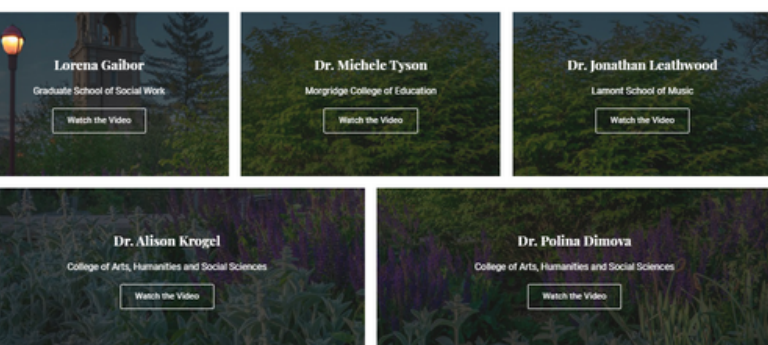 Lorena Gaibor
Graduate School of Social Work
Watch the Video
Dr. Michele Tyson
Morgridge College of Education
Watch the Video
Dr. Jonathan Leathwood
Lamont School of Music
Watch the Video
Dr. Alison Krogel
College of Arts, Humanities and Social Sciences
Watch the Video
Dr. Polina Dimova
College of Arts, Humanities and Social Sciences
Watch the Video